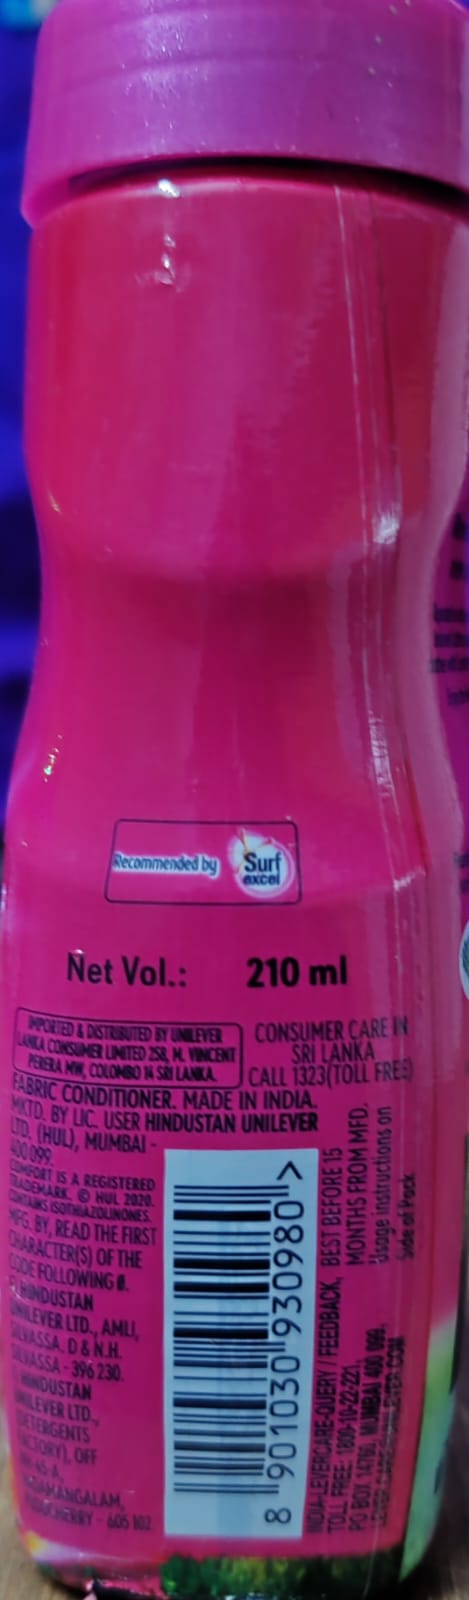 Recommended by Surf excel
Net Vol.: 210 ml
IMPORTED & DISTRIBUTED BY UNILEVER
LANKA CONSUMER LIMITED 258, M. VINCENT
PERERA MW, COLOMBO 14 SRI LANKA.
CONSUMER CARE IN
SRI LANKA
CALL 1323(TOLL FREE)
FABRIC CONDITIONER. MADE IN INDIA.
MKTD. BY LIC. USER HINDUSTAN UNILEVER
LTD. (HUL), MUMBAI -
400 099.
COMFORT IS A REGISTERED
TRADEMARK. © HUL 2020.
CONTAINS ISOTHIAZOLINONES.
MFG. BY, READ THE FIRST
CHARACTER(S) OF THE
CODE FOLLOWING #.
HINDUSTAN
UNILEVER LTD., AMLI,
SILVASSA. D & N.H.
SILVASSA - 396 230.
HINDUSTAN
UNILEVER LTD.,
DETERGENTS
FACTORY), OFF
PUDUCHERRY - 605 102
8 901030 930980 >
BEST BEFORE 15
MONTHS FROM MFD.
Usage instructions on
Side of Pack
INDIA-LEVERCARE-QUERY / FEEDBACK,
TOLL FREE: 1800-10-22-221,
PO BOX. 14760, MUMBAI 400 099.